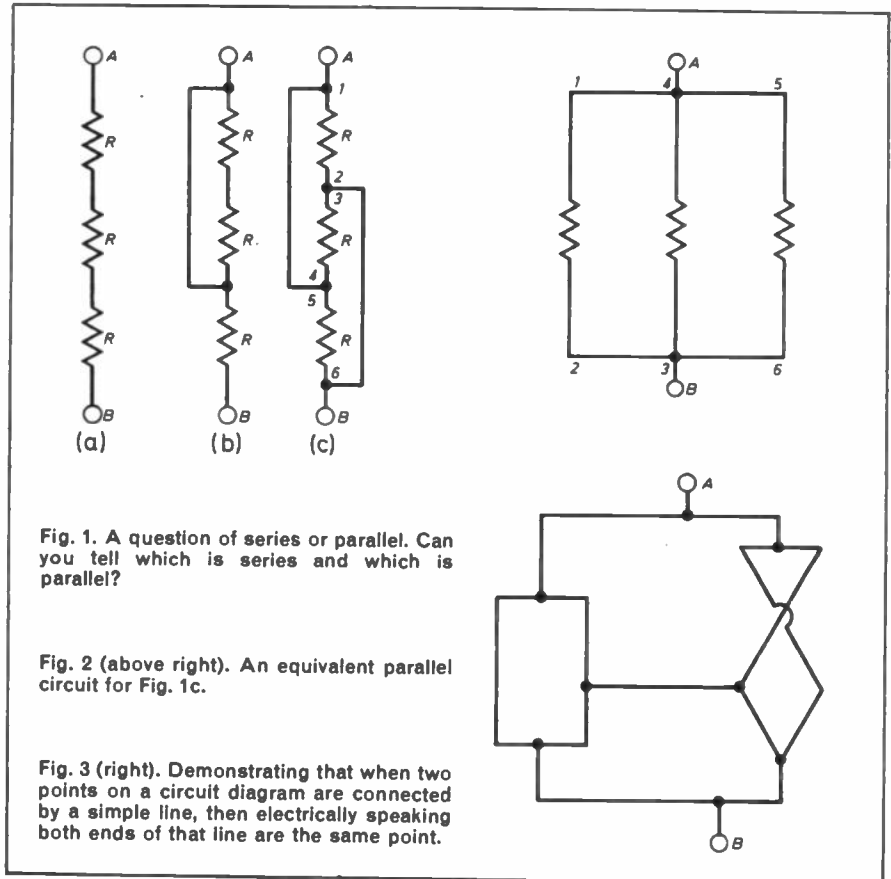 A
R
R
R
B
(a)
A
R
R.
R
B
(b)
A
1
R
2
3
R
4
5
R
6
B
(c)
A
1 4 5
2 3 6
B
Fig. 1. A question of series or parallel. Can
you tell which is series and which is
parallel?
Fig. 2 (above right). An equivalent parallel
circuit for Fig. 1c.
Fig. 3 (right). Demonstrating that when two
points on a circuit diagram are connected
by a simple line, then electrically speaking
both ends of that line are the same point.
A
B